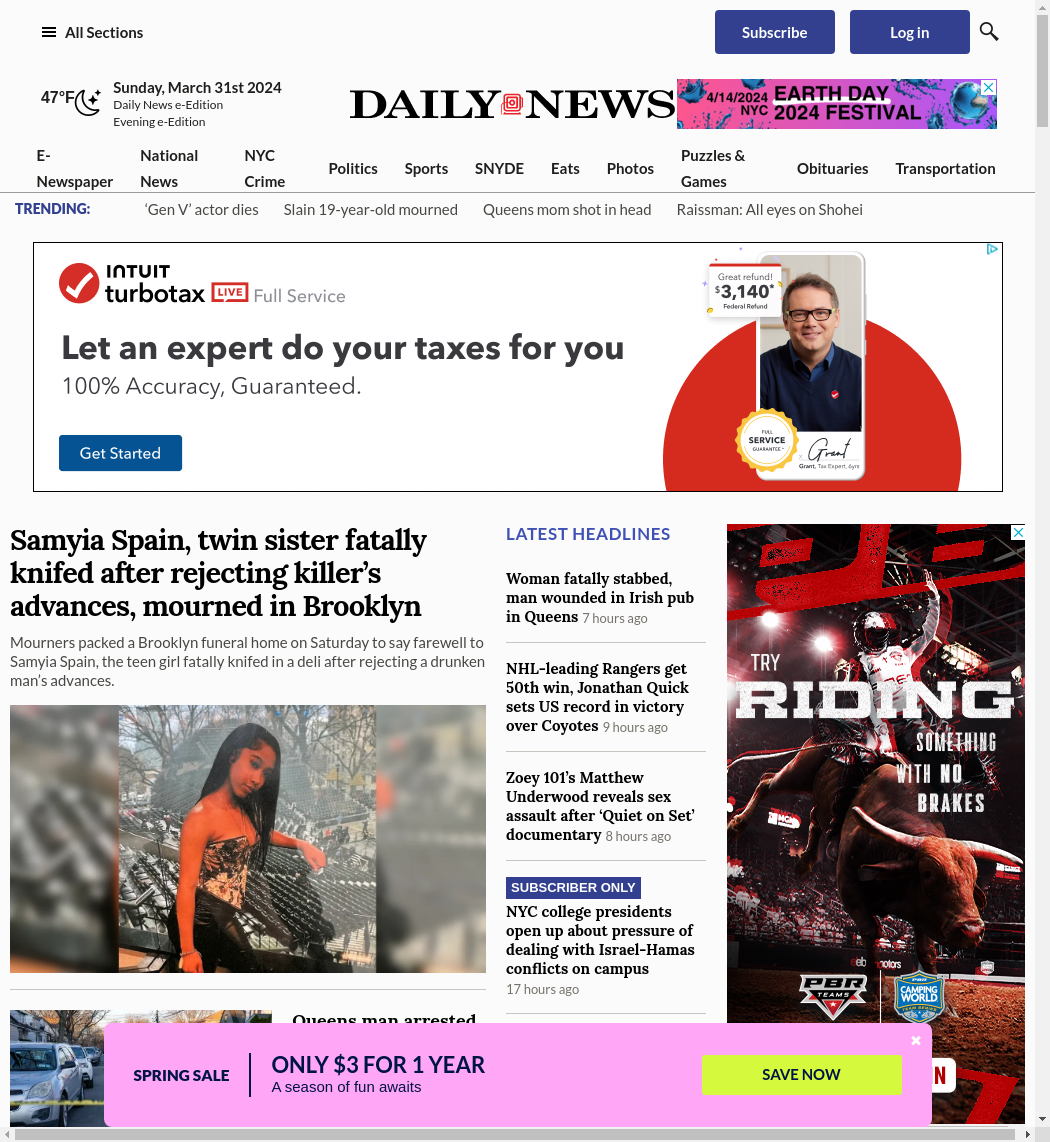 All Sections
Subscribe
Log in
47°F
Sunday, March 31st 2024
Daily News e-Edition
Evening e-Edition
DAILY NEWS
4/14/2024
NYC
EARTH DAY
2024 FESTIVAL
E-
Newspaper
National
News
NYC
Crime
Politics
Sports
SNYDE
Eats
Photos
Puzzles &
Games
Obituaries
Transportation
TRENDING:
‘Gen V’ actor dies
Slain 19-year-old mourned
Queens mom shot in head
Raissman: All eyes on Shohei
INTUIT
turbotax LIVE Full Service
Let an expert do your taxes for you
100% Accuracy, Guaranteed.
Get Started
Great refund!
$3,140*
Federal Refund
FULL
SERVICE
GUARANTEE
Grant
Grant, Tax Expert, 6yrs
Samyia Spain, twin sister fatally
knifed after rejecting killer’s
advances, mourned in Brooklyn
Mourners packed a Brooklyn funeral home on Saturday to say farewell to
Samyia Spain, the teen girl fatally knifed in a deli after rejecting a drunken
man’s advances.
LATEST HEADLINES
Woman fatally stabbed,
man wounded in Irish pub
in Queens 7 hours ago
NHL-leading Rangers get
50th win, Jonathan Quick
sets US record in victory
over Coyotes 9 hours ago
Zoey 101’s Matthew
Underwood reveals sex
assault after ‘Quiet on Set’
documentary 8 hours ago
SUBSCRIBER ONLY
NYC college presidents
open up about pressure of
dealing with Israel-Hamas
conflicts on campus
17 hours ago
TRY
RIDING
SOMETHING
WITH NO
BRAKES
PBR
TEAMS
CAMPING
WORLD
TEAM SERIES
Queens man arrested
SPRING SALE
ONLY $3 FOR 1 YEAR
A season of fun awaits
SAVE NOW